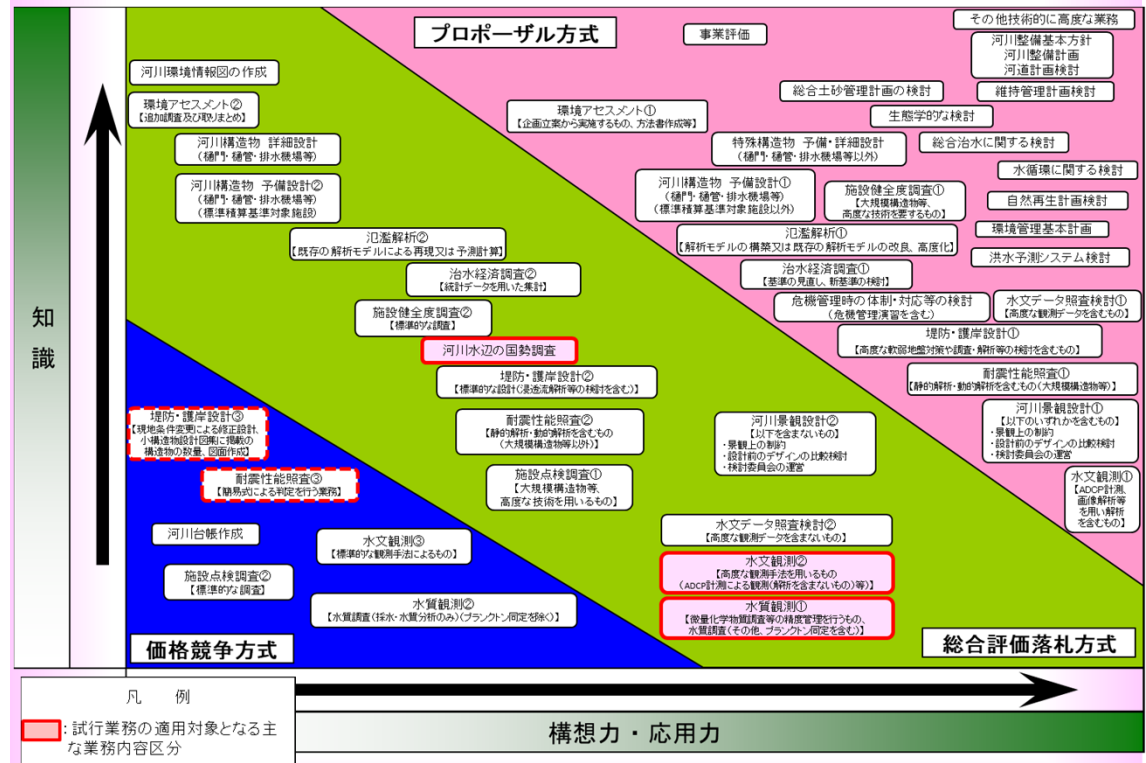 プロポーザル方式
事業評価
その他技術的に高度な業務
河川整備基本方針
河川整備計画
河道計画検討
河川環境情報図の作成
総合土砂管理計画の検討
維持管理計画検討
環境アセスメント②
【追加調査及び取りまとめ】
環境アセスメント①
【企画立案から実施するもの、方法書作成等】
生態学的な検討
河川構造物 詳細設計
(樋門・樋管・排水機場等)
特殊構造物 予備・詳細設計
(樋門・樋管・排水機場等以外)
総合治水に関する検討
水循環に関する検討
河川構造物 予備設計②
(樋門・樋管・排水機場等)
(標準積算基準対象施設)
河川構造物 予備設計①
(樋門・樋管・排水機場等)
(標準積算基準対象施設以外)
施設健全度調査①
【大規模構造物等、
高度な技術を要するもの】
自然再生計画検討
氾濫解析②
【既存の解析モデルによる再現又は予測計算】
氾濫解析①
【解析モデルの構築又は既存の解析モデルの改良、高度化】
環境管理基本計画
治水経済調査②
【統計データを用いた集計】
治水経済調査①
【基準の見直し、新基準の検討】
洪水予測システム検討
施設健全度調査②
【標準的な調査】
危機管理時の体制・対応等の検討
(危機管理演習を含む)
水文データ照査検討①
【高度な観測データを含むもの】
知
識
河川水辺の国勢調査
堤防・護岸設計①
【高度な軟弱地盤対策や調査・解析等の検討を含むもの】
堤防・護岸設計②
【標準的な設計(浸透流解析等の検討を含む)】
耐震性能照査①
【静的解析・動的解析を含むもの(大規模構造物等)】
堤防・護岸設計③
【現地条件変更による修正設計、
小構造物設計図集に掲載の
構造物の数量、図面作成】
耐震性能照査②
【静的解析・動的解析を含むもの
(大規模構造物等以外)】
河川景観設計②
【以下を含まないもの】
・景観上の制約
・設計前のデザインの比較検討
・検討委員会の運営
河川景観設計①
【以下のいずれかを含むもの】
・景観上の制約
・設計前のデザインの比較検討
・検討委員会の運営
耐震性能照査③
【簡易式による判定を行う業務】
施設点検調査①
【大規模構造物等、
高度な技術を用いるもの】
水文観測①
【ADCP計測、
画像解析等
を用い解析
を含むもの】
河川台帳作成
水文観測③
【標準的な観測手法によるもの】
水文データ照査検討②
【高度な観測データを含まないもの】
施設点検調査②
【標準的な調査】
水文観測②
【高度な観測手法を用いるもの
(ADCP計測による観測(解析を含まないもの)等)】
水質観測②
【水質調査(採水・水質分析のみ)(プランクトン同定を除く)】
水質観測①
【微量化学物質調査等の精度管理を行うもの、
水質調査(その他、プランクトン同定を含む)】
価格競争方式
総合評価落札方式
凡 例
:試行業務の適用対象となる主
な業務内容区分
構想力・応用力